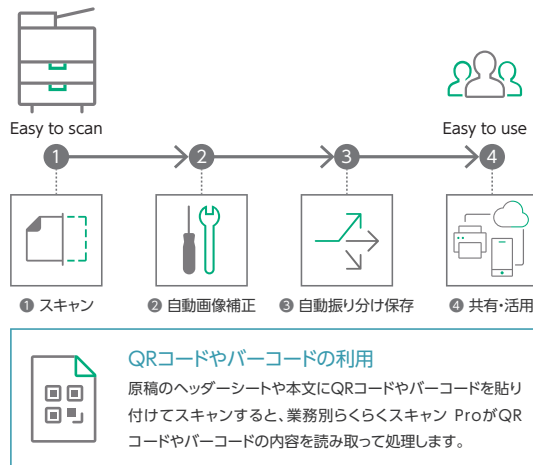 Easy to scan
Easy to use
1 2 3 4
❶ スキャン ❷ 自動画像補正 ❸ 自動振り分け保存 ❹ 共有・活用
QRコードやバーコードの利用
原稿のヘッダーシートや本文にQRコードやバーコードを貼り
付けてスキャンすると、業務別らくらくスキャン ProがQR
コードやバーコードの内容を読み取って処理します。